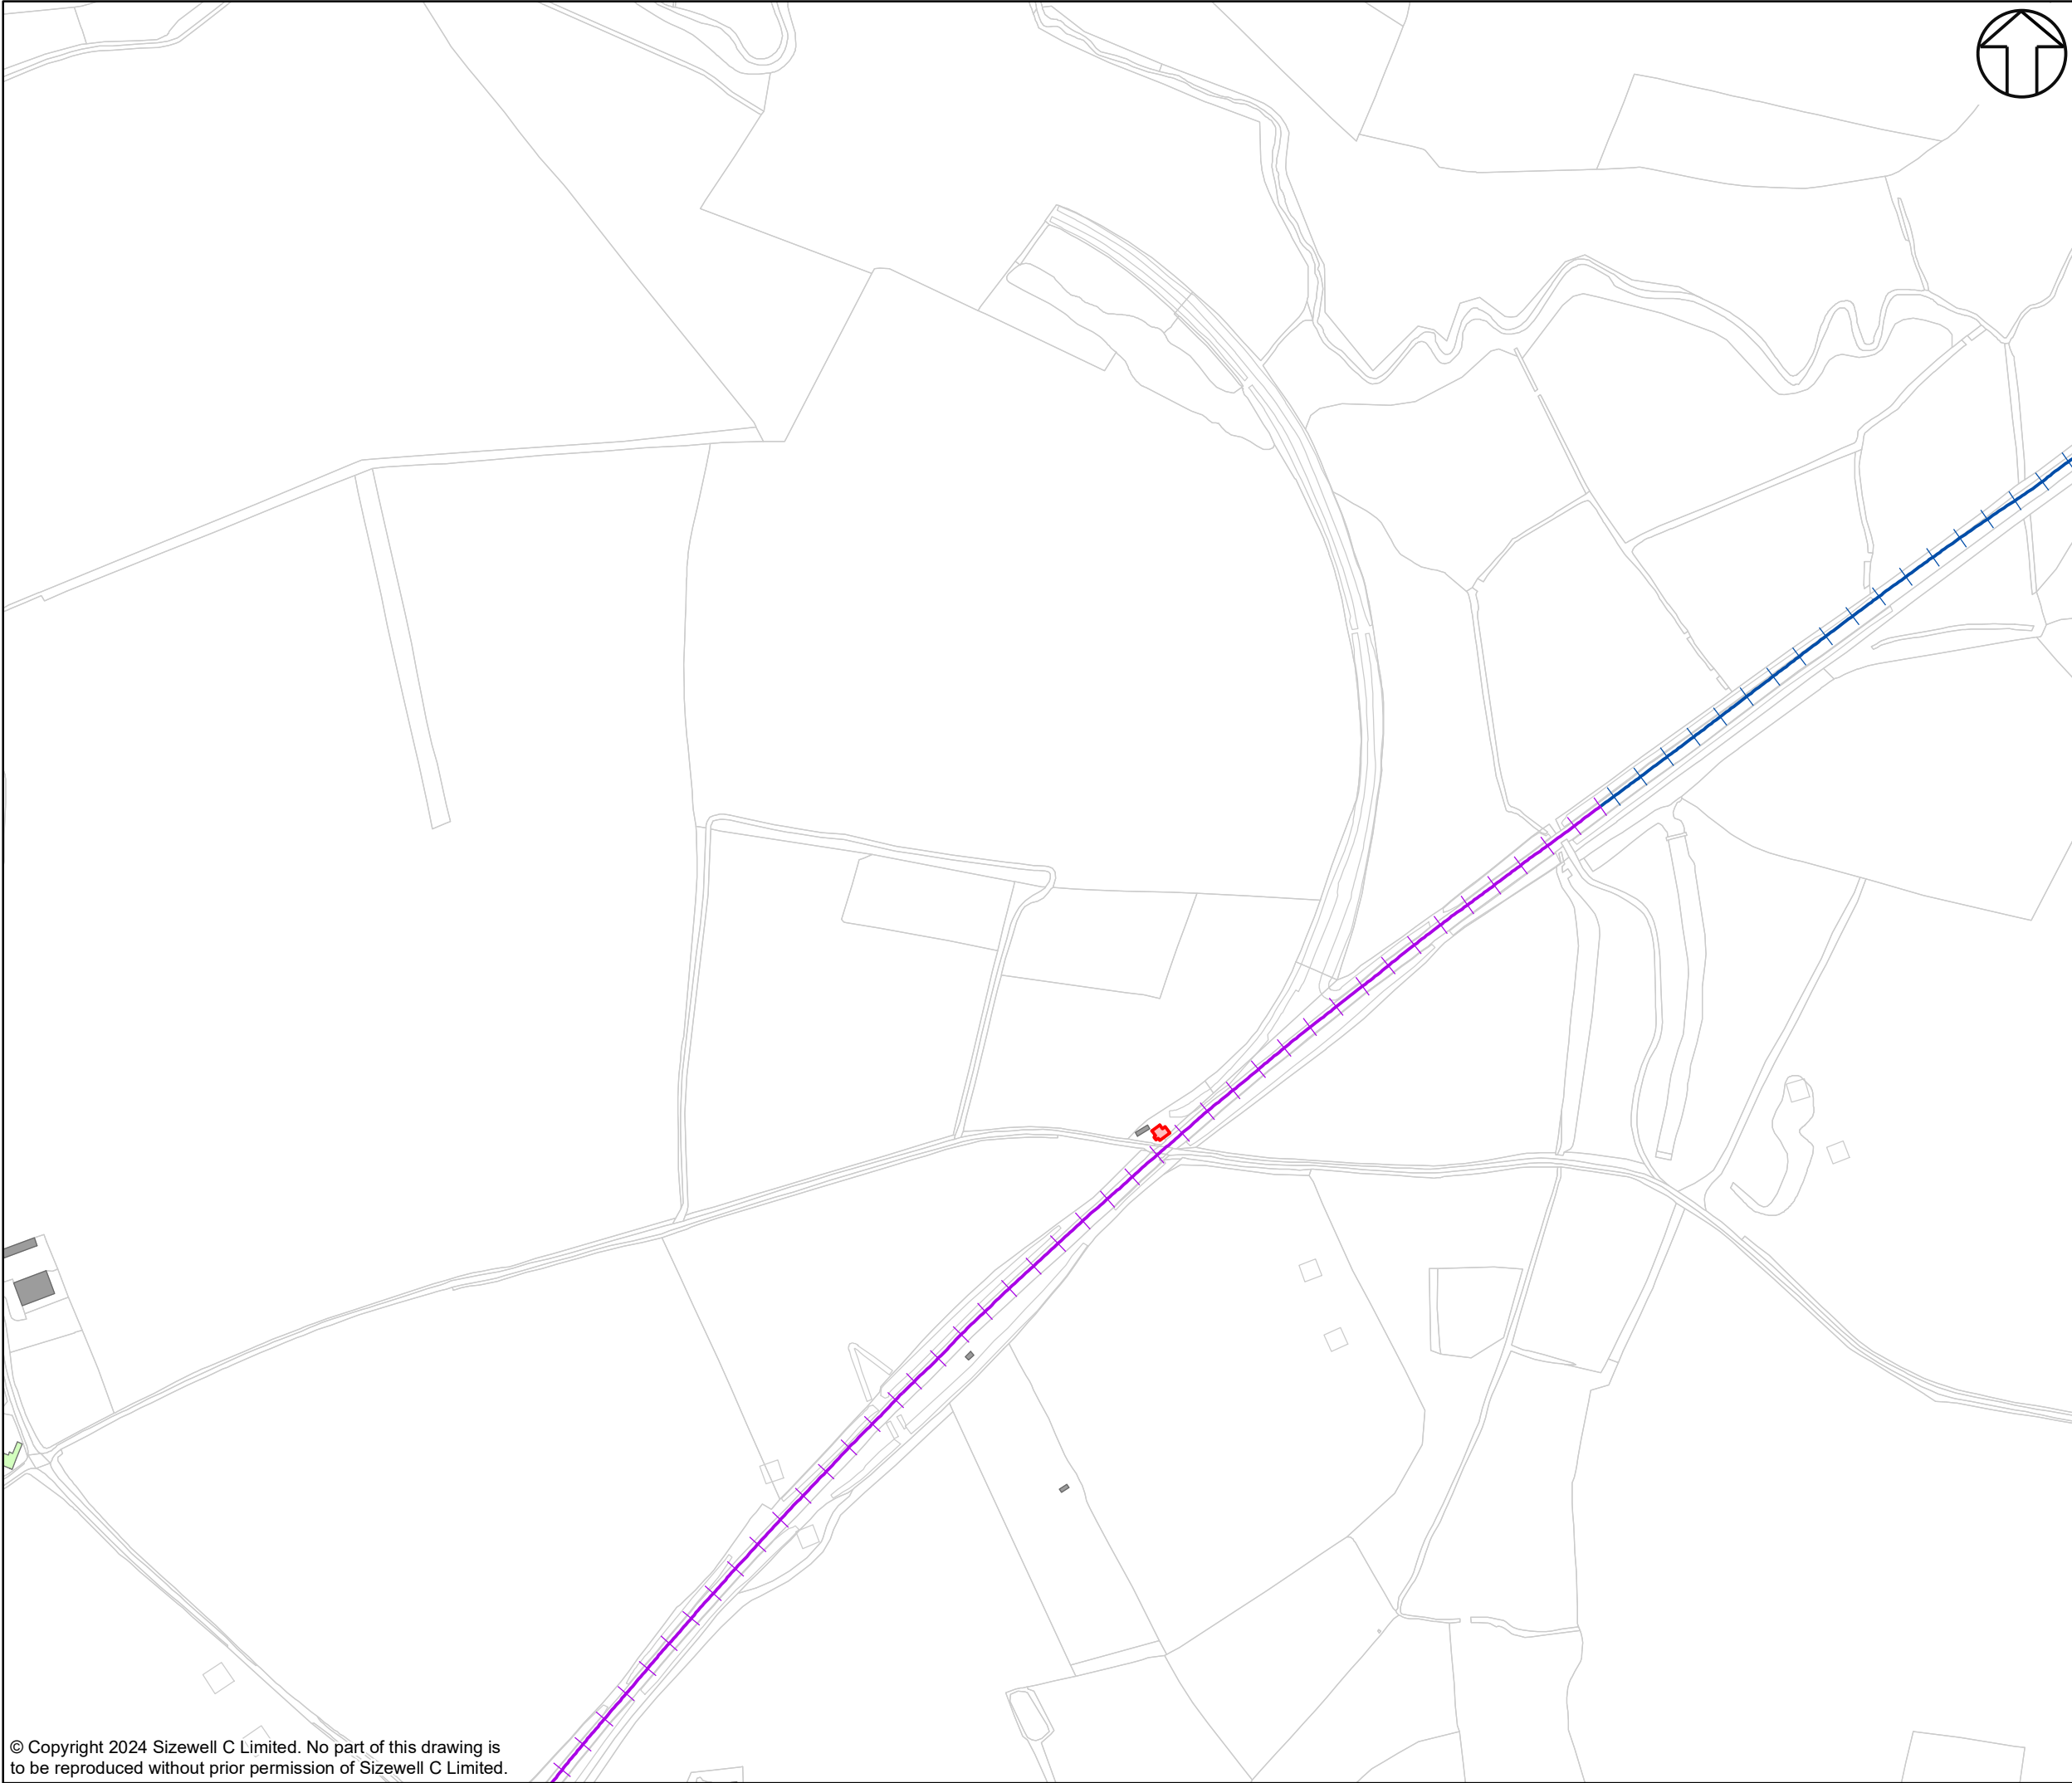 © Copyright 2024 Sizewell C Limited. No part of this drawing is
to be reproduced without prior permission of Sizewell C Limited.